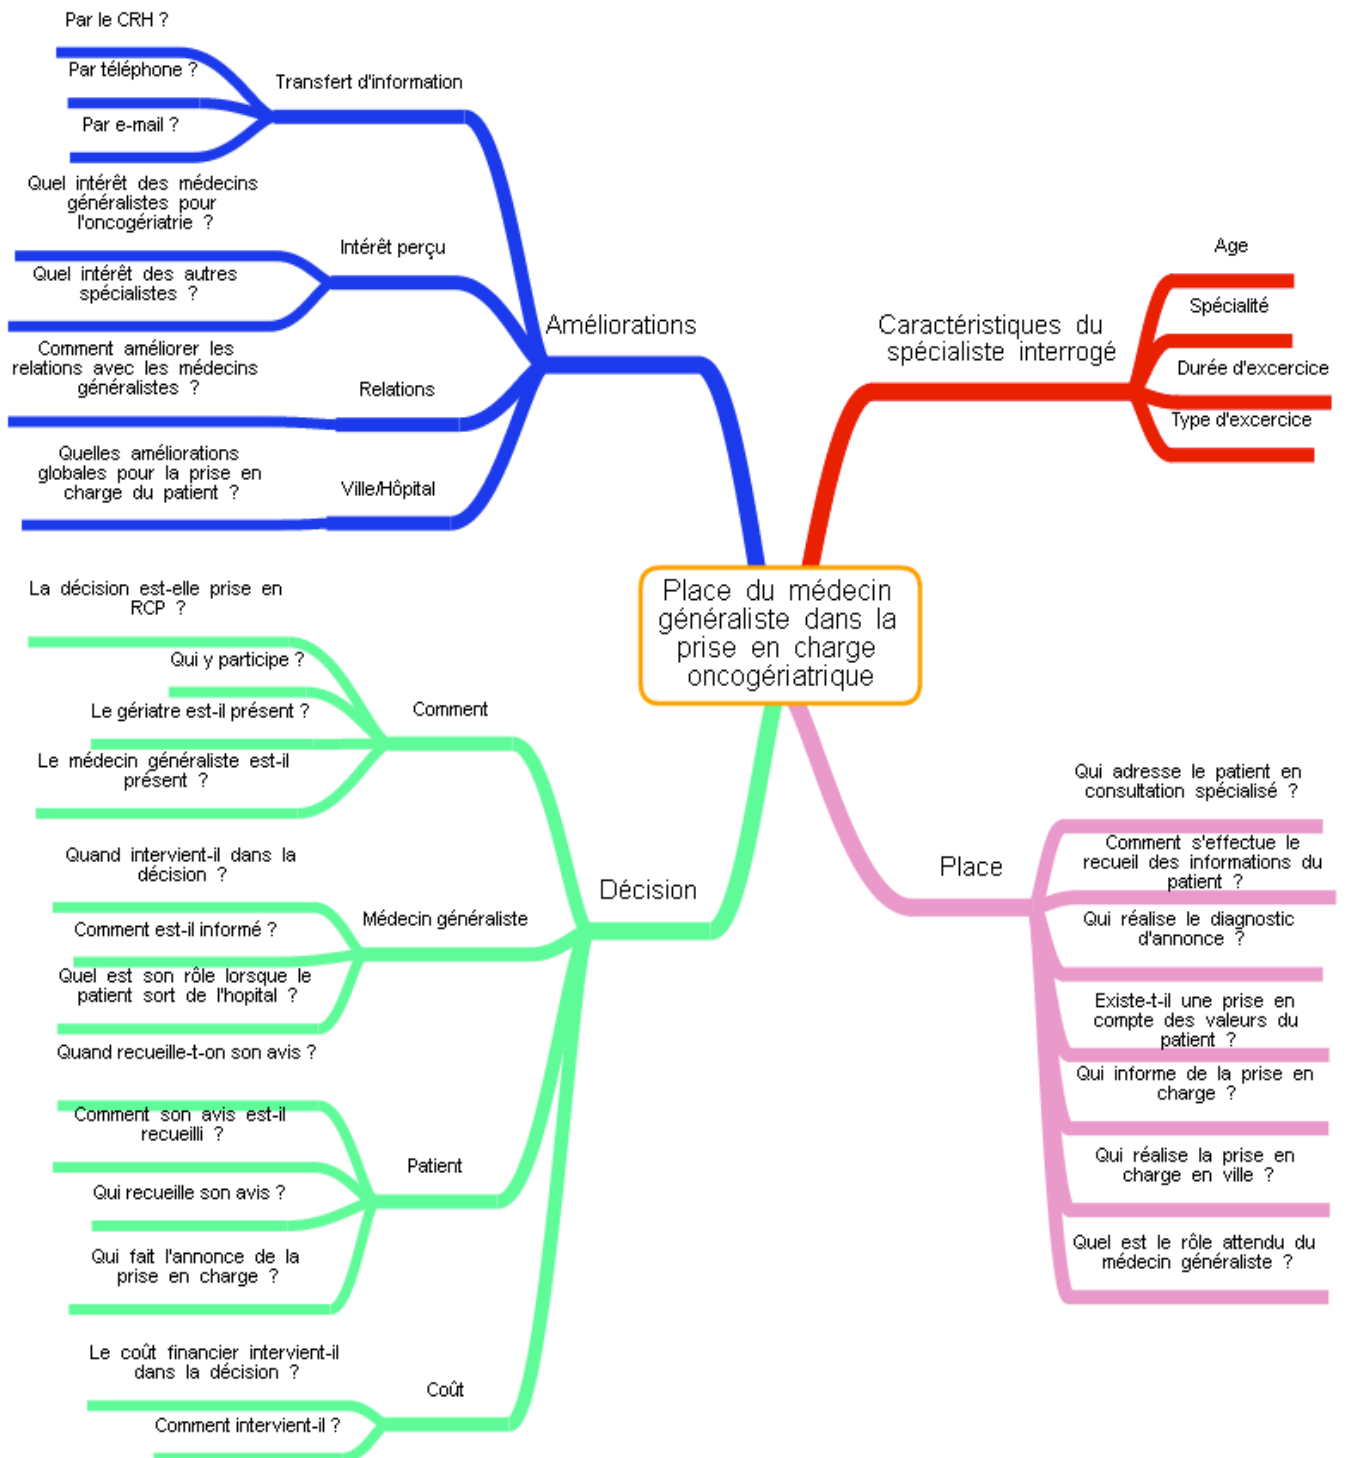 Par le CRH ?
Par téléphone ?
Par e-mail ?
Transfert d'information
Quel intérêt des médecins
généralistes pour
l'oncogériatrie ?
Quel intérêt des autres
spécialistes ?
Intérêt perçu
Comment améliorer les
relations avec les médecins
généralistes ?
Relations
Quelles améliorations
globales pour la prise en
charge du patient ?
Ville/Hôpital
Améliorations
Caractéristiques du
spécialiste interrogé
Age
Spécialité
Durée d'excercice
Type d'excercice
Place du médecin
généraliste dans la
prise en charge
oncogériatrique
La décision est-elle prise en
RCP ?
Qui y participe ?
Le gériatre est-il présent ?
Le médecin généraliste est-il
présent ?
Comment
Quand intervient-il dans la
décision ?
Comment est-il informé ?
Quel est son rôle lorsque le
patient sort de l'hopital ?
Médecin généraliste
Décision
Quand recueille-t-on son avis ?
Comment son avis est-il
recueilli ?
Qui recueille son avis ?
Qui fait l'annonce de la
prise en charge ?
Patient
Le coût financier intervient-il
dans la décision ?
Comment intervient-il ?
Coût
Place
Qui adresse le patient en
consultation spécialisé ?
Comment s'effectue le
recueil des informations du
patient ?
Qui réalise le diagnostic
d'annonce ?
Existe-t-il une prise en
compte des valeurs du
patient ?
Qui informe de la prise en
charge ?
Qui réalise la prise en
charge en ville ?
Quel est le rôle attendu du
médecin généraliste ?